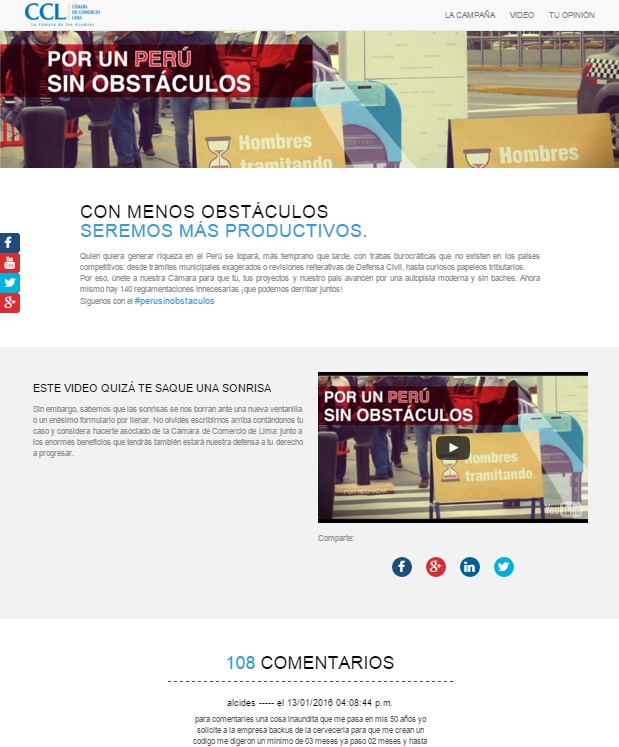 CCL CÁMARA
DE COMERCIO
LIMA
La Cámara de los Gremios
LA CAMPAÑA VIDEO TU OPINIÓN
POR UN PERÚ
SIN OBSTÁCULOS
Hombres
tramitando.
Hombres
CON MENOS OBSTÁCULOS
SEREMOS MÁS PRODUCTIVOS.
Quien quiera generar riqueza en el Perú se topará, más temprano que tarde, con trabas burocráticas que no existen en los países
competitivos: desde trámites municipales exagerados o revisiones reiterativas de Defensa Civil, hasta curiosos papeleos tributarios.
Por eso, únete a nuestra Cámara para que tú, tus proyectos y nuestro país avancen por una autopista moderna y sin baches. Ahora
mismo hay 140 reglamentaciones innecesarias ¡que podemos derribar juntos!
Síguenos con el #perusinobstaculos
ESTE VIDEO QUIZÁ TE SAQUE UNA SONRISA
Sin embargo, sabemos que las sonrisas se nos borran ante una nueva ventanilla
o un enésimo formulario por llenar. No olvides escribirnos arriba contándonos tu
caso y considera hacerte asociado de la Cámara de Comercio de Lima: junto a
los enormes beneficios que tendrás también estará nuestra defensa a tu derecho
a progresar.
POR UN PERÚ
SIN OBSTÁCULOS
Hombres
tramitando.
POR RECHAZAR
YouTube
Comparte:
108 COMENTARIOS
alcides ----- el 13/01/2016 04:08:44 p.m.
para comentarles una cosa inaundita que me pasa en mis 50 años yo
solicite a la empresa backus de la cerveceria para que me crean un
codigo me digeron un minimo de 03 meses ya paso 02 meses y hasta